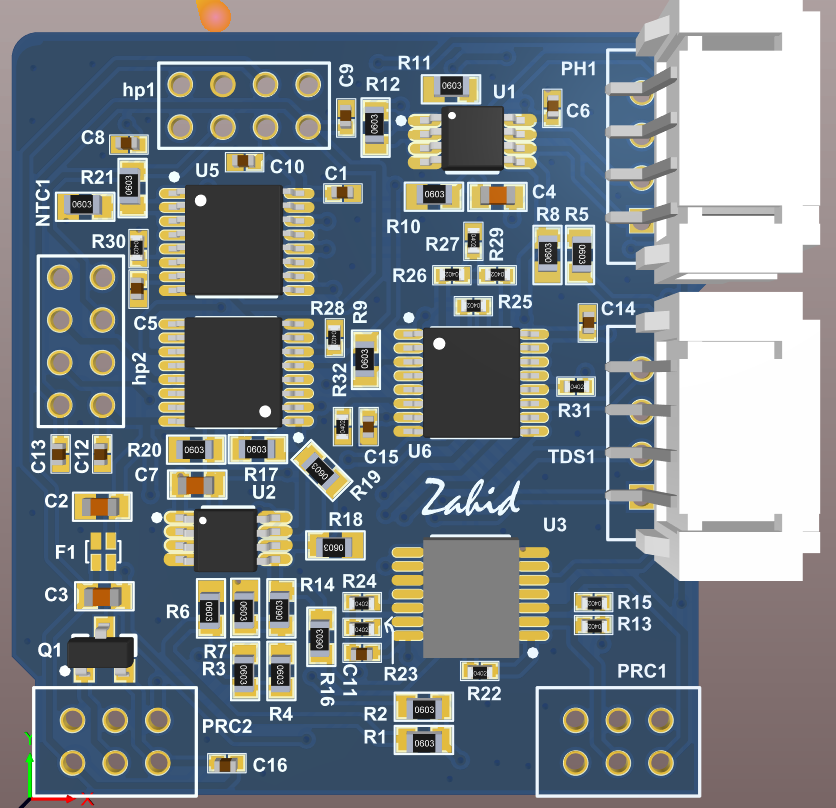 R11
C9
R12
U1
PH1
hp1
C6
C8
U5
C10
R21
C1
NTC1
C4
R10
R8 R5
R30
R27
R29
R26
R25
C5
R28
R9
C14
hp2
R32
R31
C13
C12
R20
C15
U6
TDS1
C7
R17
R19
U2
C2
Zahid
U3
R18
F1
C3
R14
R24
R6
R15
R13
Q1
R7
R3
R16
C11
R23
R22
PRC1
R4
PRC2
R2
R1
C16
0603
0603
0603
0603
0603
0603
0603
0603
0402
0402
0402
0402
0402
0402
0603
0402
0402
0603
0603
0603
0603
0603
0603
0603
0603
0402
0402
0603
0603
0603
0402
0402
0402
0603
0603
Y
X